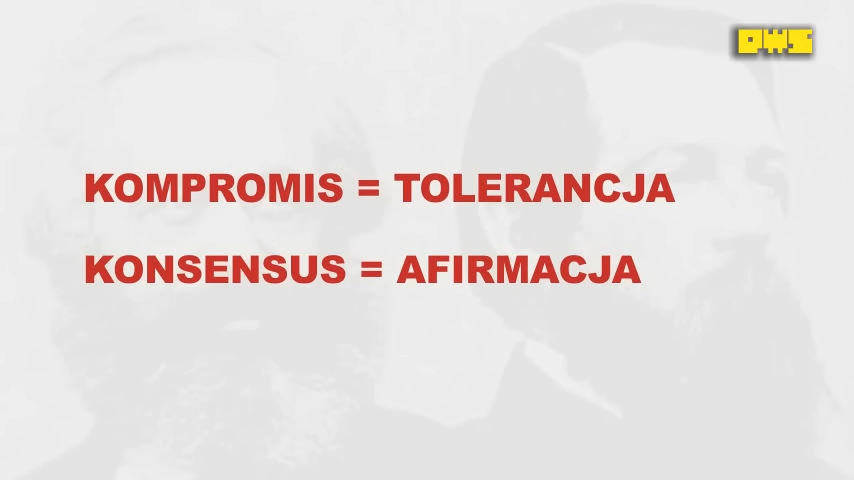 OWS
KOMPROMIS = TOLERANCJA
KONSENSUS = AFIRMACJA